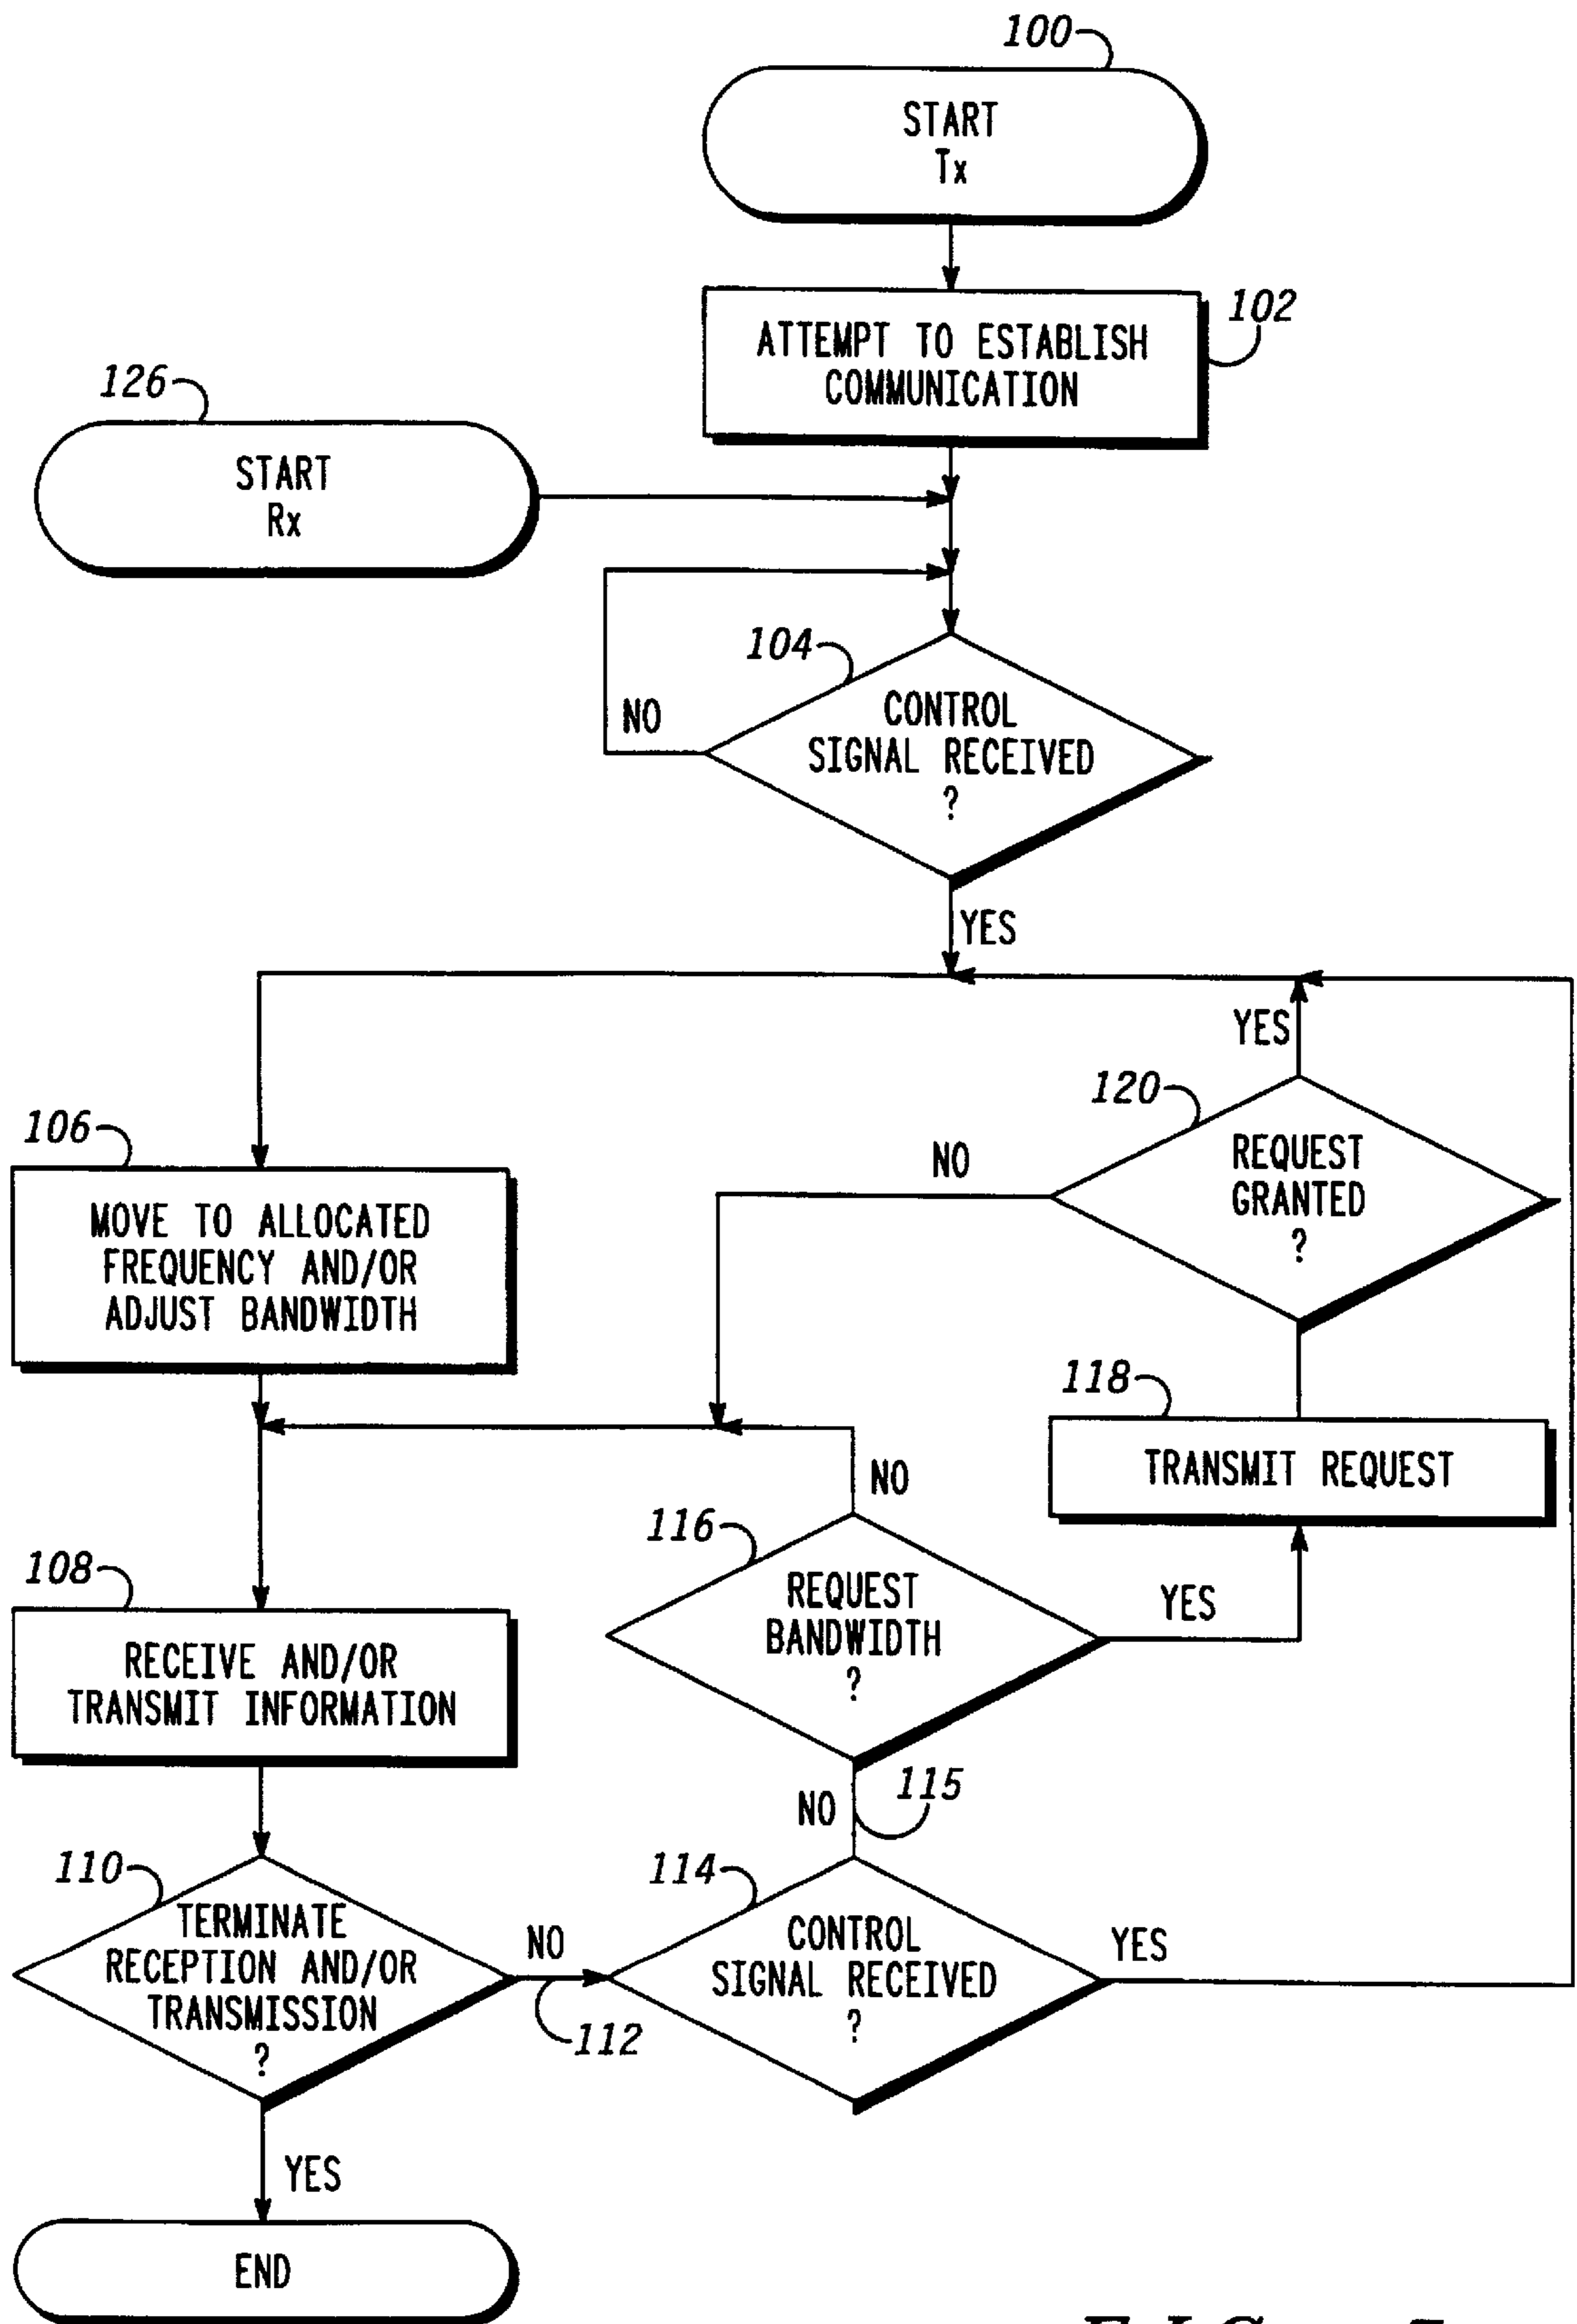 100
START
Tx
102
ATTEMPT TO ESTABLISH
COMMUNICATION
126
START
Rx
104
CONTROL
SIGNAL RECEIVED
?
NO
YES
YES
120
REQUEST
GRANTED
?
NO
106
MOVE TO ALLOCATED
FREQUENCY AND/OR
ADJUST BANDWIDTH
118
TRANSMIT REQUEST
NO
116
REQUEST
BANDWIDTH
?
YES
108
RECEIVE AND/OR
TRANSMIT INFORMATION
NO
115
110
TERMINATE
RECEPTION AND/OR
TRANSMISSION
?
NO
112
114
CONTROL
SIGNAL RECEIVED
?
YES
YES
END